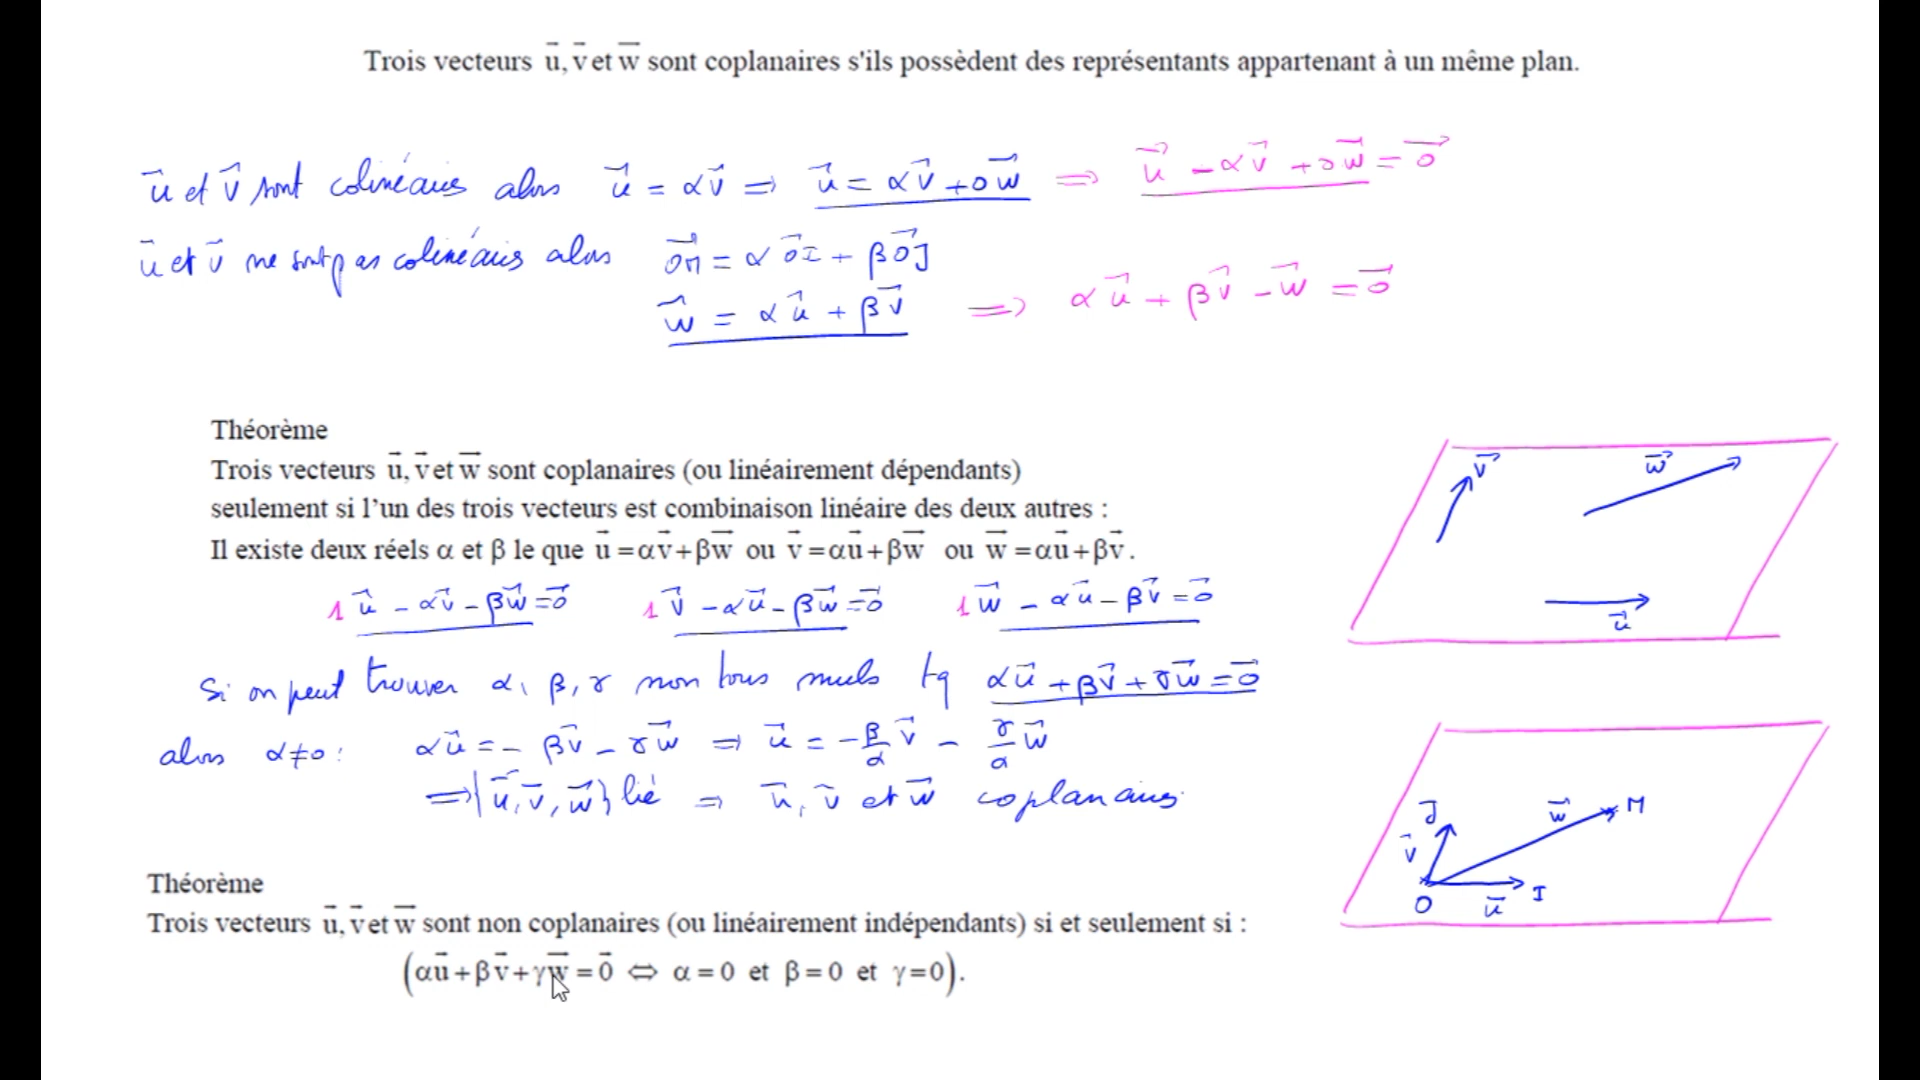 Trois vecteurs u⃗, v⃗ et w⃗ sont coplanaires s'ils possèdent des représentants appartenant à un même plan.
u⃗ et v⃗ sont colinéaires alors u⃗ = αv⃗ ⇒ u⃗ = αv⃗ + 0w⃗ ⇒ u⃗ - αv⃗ + 0w⃗ = 0⃗
u⃗ et v⃗ ne sont pas colinéaires alors OM⃗ = αOI⃗ + βOJ⃗
w⃗ = αu⃗ + βv⃗ ⇒ αu⃗ + βv⃗ - w⃗ = 0⃗
Théorème
Trois vecteurs u⃗, v⃗ et w⃗ sont coplanaires (ou linéairement dépendants)
seulement si l'un des trois vecteurs est combinaison linéaire des deux autres :
Il existe deux réels α et β le que u⃗ = αv⃗ + βw⃗ ou v⃗ = αu⃗ + βw⃗ ou w⃗ = αu⃗ + βv⃗.
1 u⃗ - αv⃗ - βw⃗ = 0⃗ 1 v⃗ - αu⃗ - βw⃗ = 0⃗ 1 w⃗ - αu⃗ - βv⃗ = 0⃗
Si on peut trouver α, β, γ non tous nuls tq αu⃗ + βv⃗ + γw⃗ = 0⃗
alors α≠0 : αu⃗ = - βv⃗ - γw⃗ ⇒ u⃗ = -β/α v⃗ - γ/α w⃗
⇒ {u⃗, v⃗, w⃗} lié ⇒ u⃗, v⃗ et w⃗ coplanaires
Théorème
Trois vecteurs u⃗, v⃗ et w⃗ sont non coplanaires (ou linéairement indépendants) si et seulement si :
(αu⃗ + βv⃗ + γw⃗ = 0⃗ ⇔ α = 0 et β = 0 et γ = 0).
v⃗ w⃗
u⃗
J w⃗ M
v⃗
O u⃗ I